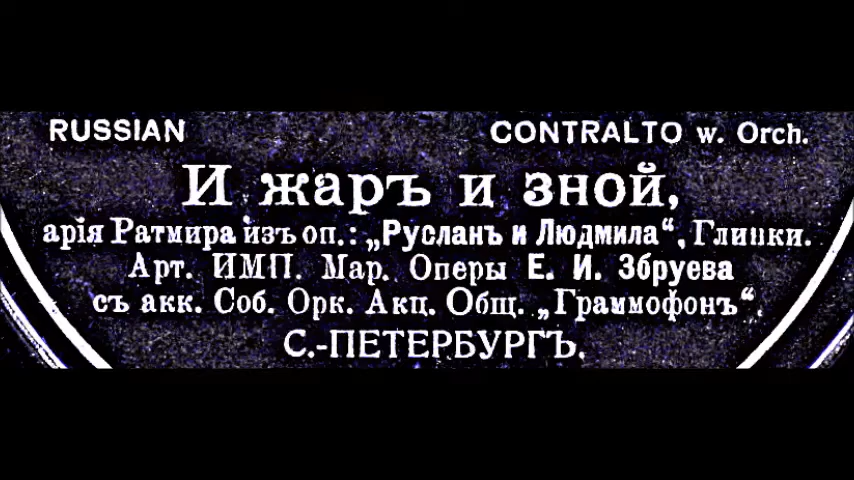 RUSSIAN CONTRALTO w. Orch.
И жаръ и зной,
арія Ратмира изъ оп.: „Русланъ и Людмила“, Глинки.
Арт. ИМП. Мар. Оперы Е. И. Збруева
съ акк. Соб. Орк. Акц. Общ. „Граммофонъ“.
С.-ПЕТЕРБУРГЪ.